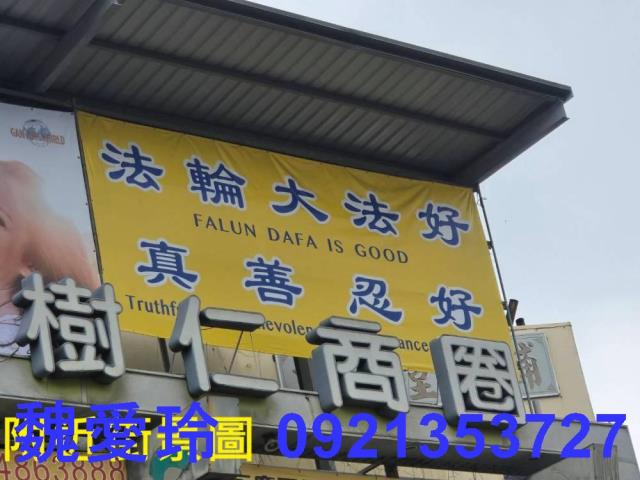 法輪大法好
FALUN DAFA IS GOOD
真善忍好
樹仁商圈
魏愛玲 0921353727
4863888